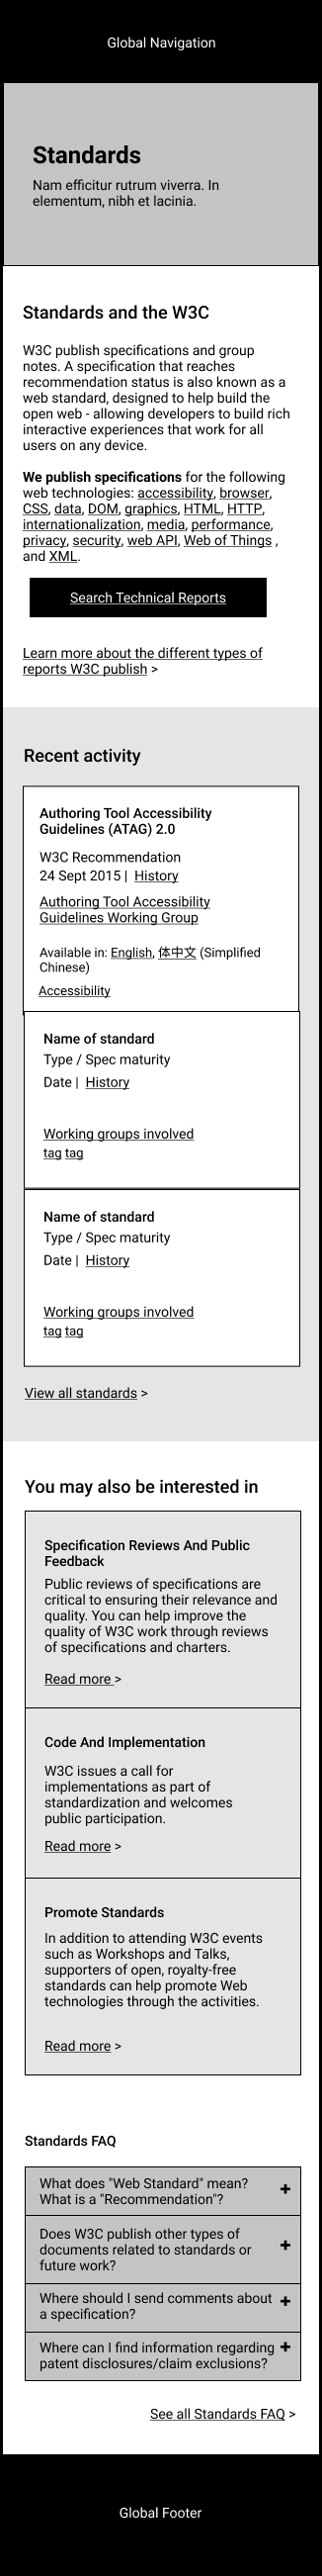 Global Navigation
Standards
Nam efficitur rutrum viverra. In
elementum, nibh et lacinia.
Standards and the W3C
W3C publish specifications and group
notes. A specification that reaches
recommendation status is also known as a
web standard, designed to help build the
open web - allowing developers to build rich
interactive experiences that work for all
users on any device.
We publish specifications for the following
web technologies: accessibility, browser,
CSS, data, DOM, graphics, HTML, HTTP,
internationalization, media, performance,
privacy, security, web API, Web of Things ,
and XML.
Search Technical Reports
Learn more about the different types of
reports W3C publish >
Recent activity
Authoring Tool Accessibility
Guidelines (ATAG) 2.0
W3C Recommendation
24 Sept 2015 | History
Authoring Tool Accessibility
Guidelines Working Group
Available in: English, 体中文 (Simplified
Chinese)
Accessibility
Name of standard
Type / Spec maturity
Date | History
Working groups involved
tag tag
Name of standard
Type / Spec maturity
Date | History
Working groups involved
tag tag
View all standards >
You may also be interested in
Specification Reviews And Public
Feedback
Public reviews of specifications are
critical to ensuring their relevance and
quality. You can help improve the
quality of W3C work through reviews
of specifications and charters.
Read more >
Code And Implementation
W3C issues a call for
implementations as part of
standardization and welcomes
public participation.
Read more >
Promote Standards
In addition to attending W3C events
such as Workshops and Talks,
supporters of open, royalty-free
standards can help promote Web
technologies through the activities.
Read more >
Standards FAQ
What does "Web Standard" mean?
What is a "Recommendation"?
Does W3C publish other types of
documents related to standards or
future work?
Where should I send comments about
a specification?
Where can I find information regarding
patent disclosures/claim exclusions?
See all Standards FAQ >
Global Footer